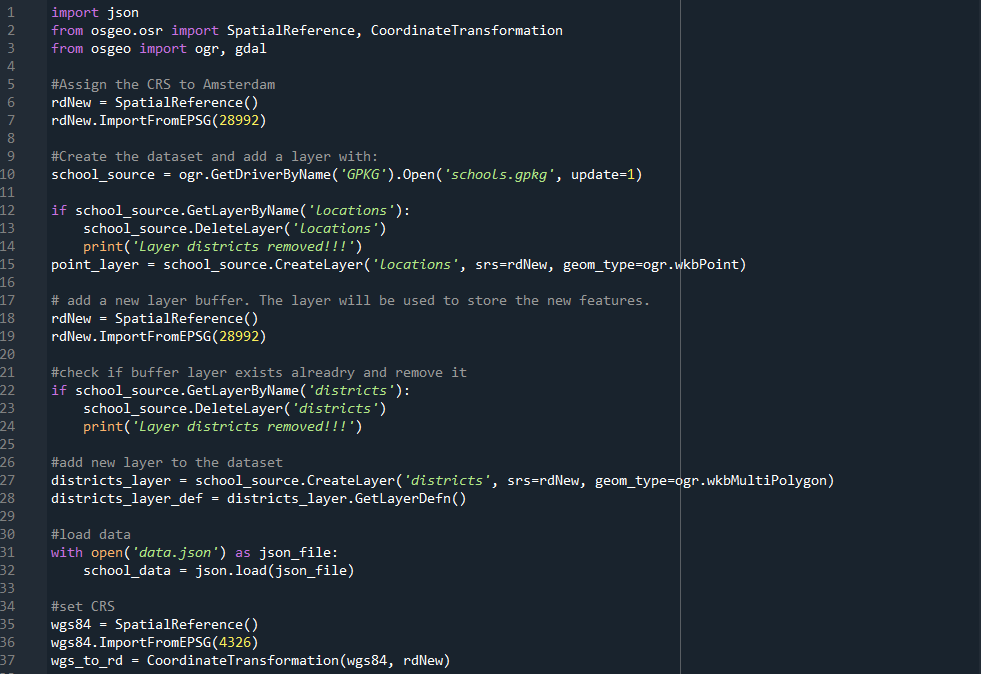 1 import json
2 from osgeo.osr import SpatialReference, CoordinateTransformation
3 from osgeo import ogr, gdal
4
5 #Assign the CRS to Amsterdam
6 rdNew = SpatialReference()
7 rdNew.ImportFromEPSG(28992)
8
9 #Create the dataset and add a layer with:
10 school_source = ogr.GetDriverByName('GPKG').Open('schools.gpkg', update=1)
11
12 if school_source.GetLayerByName('locations'):
13     school_source.DeleteLayer('locations')
14     print('Layer districts removed!!!')
15 point_layer = school_source.CreateLayer('locations', srs=rdNew, geom_type=ogr.wkbPoint)
16
17 # add a new layer buffer. The layer will be used to store the new features.
18 rdNew = SpatialReference()
19 rdNew.ImportFromEPSG(28992)
20
21 #check if buffer layer exists alreadry and remove it
22 if school_source.GetLayerByName('districts'):
23     school_source.DeleteLayer('districts')
24     print('Layer districts removed!!!')
25
26 #add new layer to the dataset
27 districts_layer = school_source.CreateLayer('districts', srs=rdNew, geom_type=ogr.wkbMultiPolygon)
28 districts_layer_def = districts_layer.GetLayerDefn()
29
30 #load data
31 with open('data.json') as json_file:
32     school_data = json.load(json_file)
33
34 #set CRS
35 wgs84 = SpatialReference()
36 wgs84.ImportFromEPSG(4326)
37 wgs_to_rd = CoordinateTransformation(wgs84, rdNew)